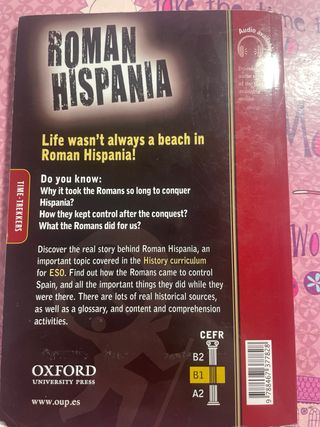 ROMAN
HISPANIA
Audio available
Life wasn't always a beach in
Roman Hispania!
TIME-TREKKERS
Do you know:
Why it took the Romans so long to conquer
Hispania?
How they kept control after the conquest?
What the Romans did for us?
Discover the real story behind Roman Hispania, an
important topic covered in the History curriculum
for ESO. Find out how the Romans came to control
Spain, and all the important things they did while they
were there. There are lots of real historical sources,
as well as a glossary, and content and comprehension
activities.
CEFR
B2
B1
A2
OXFORD
UNIVERSITY PRESS
www.oup.es
9788467377828